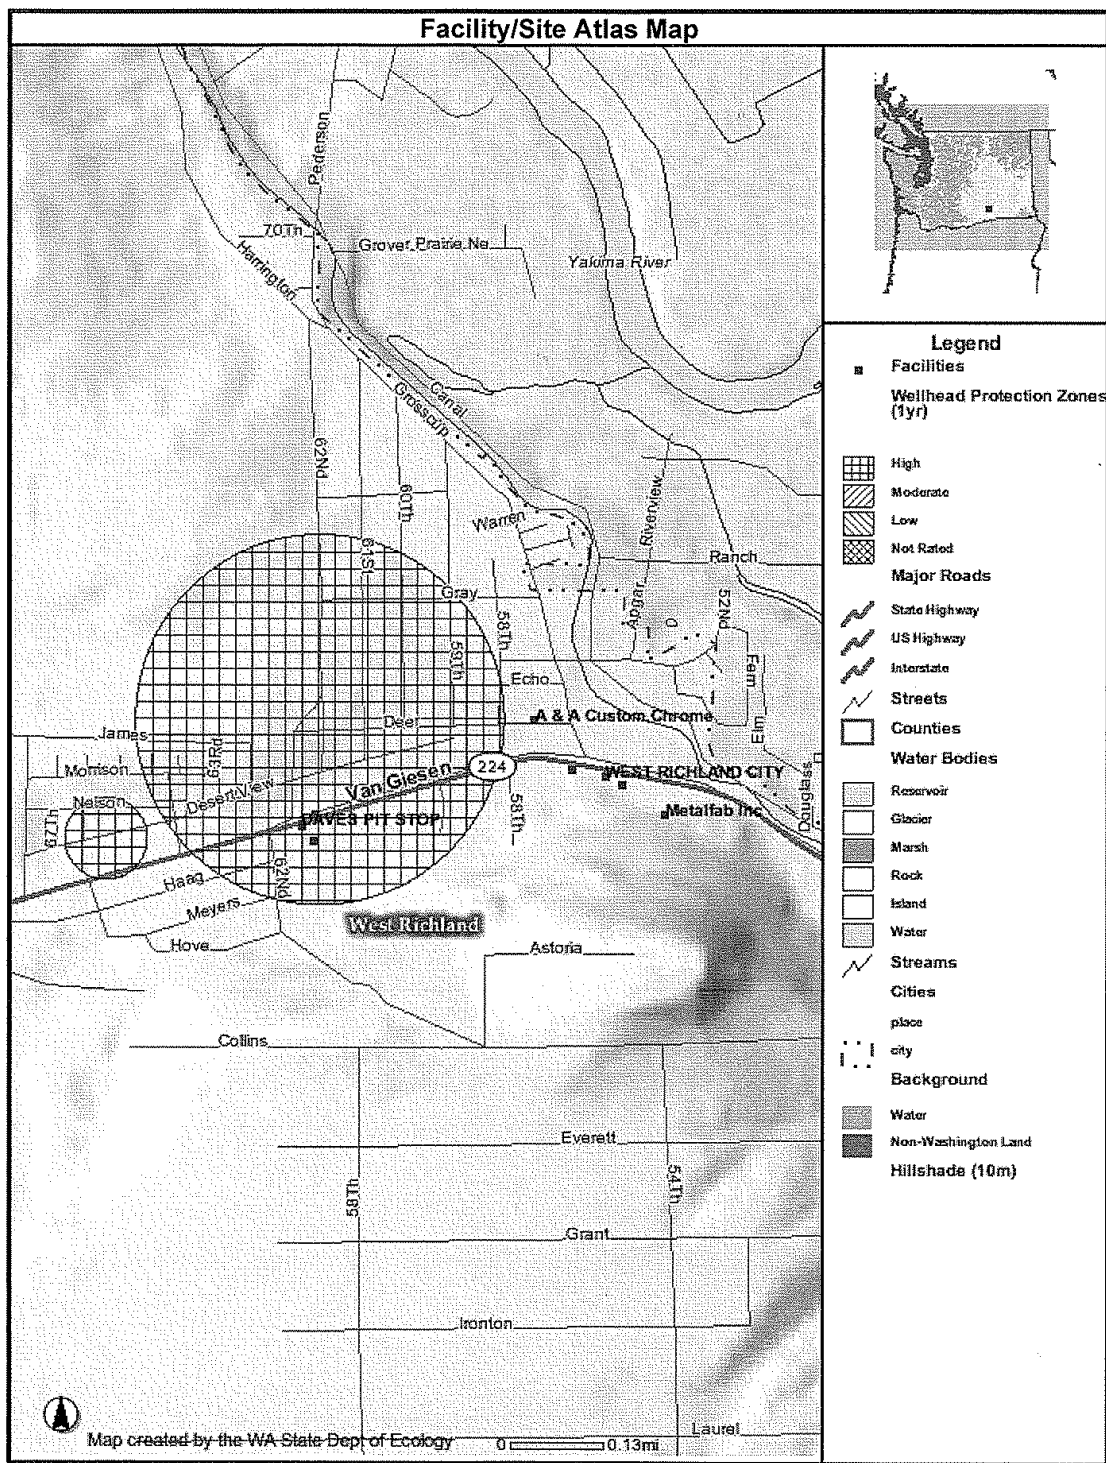 Facility/Site Atlas Map
Pederson
70Th
Grover Prairie Ne
Harrington
Yakima River
Canal
Grosscup
62Nd
60Th
Warren
Riverview
61St
Ranch
Gray
Apgar
52Nd
58Th
59Th
Fern
Echo
Deer
A & A Custom Chrome
Elm
James
63Rd
Morrison
224
WEST RICHLAND CITY
Van Giesen
Desert View
Nelson
58Th
Metalfab Inc
Douglass
67Th
DAVES PIT STOP
Haag
62Nd
Meyers
West Richland
Hove
Astoria
Collins
Everett
58Th
54Th
Grant
Ironton
Laurel
Map created by the WA State Dept of Ecology
0 0.13mi
Legend
Facilities
Wellhead Protection Zones
(1yr)
High
Moderate
Low
Not Rated
Major Roads
State Highway
US Highway
Interstate
Streets
Counties
Water Bodies
Reservoir
Glacier
Marsh
Rock
Island
Water
Streams
Cities
place
city
Background
Water
Non-Washington Land
Hillshade (10m)